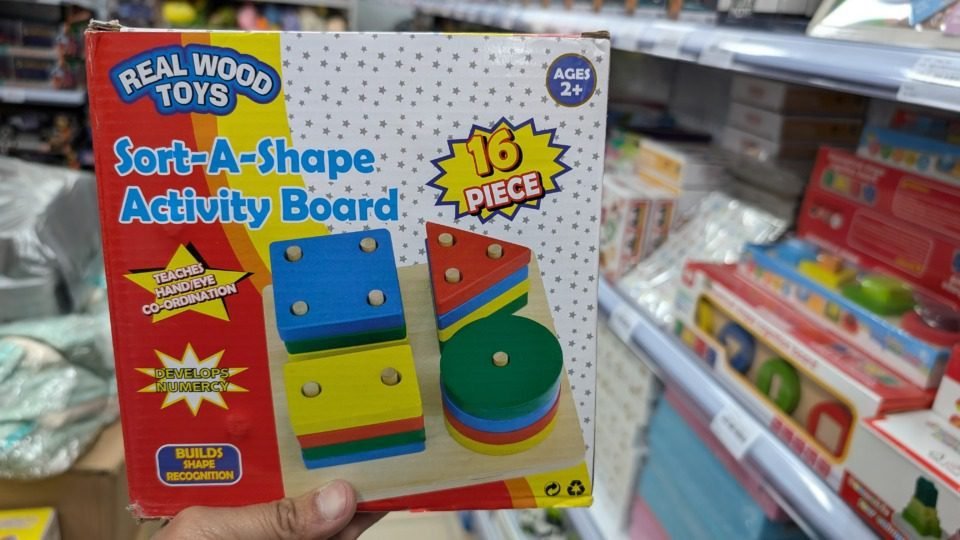 REAL WOOD
TOYS
AGES
2+
Sort-A-Shape
Activity Board
16
PIECE
TEACHES
HAND/EYE
CO-ORDINATION
DEVELOPS
NUMERCY
BUILDS
SHAPE
RECOGNITION